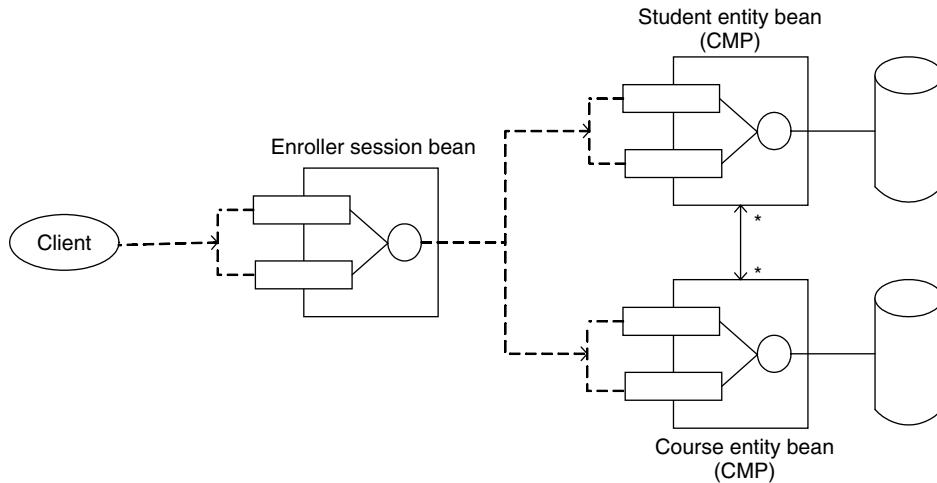 Student entity bean
(CMP)
Enroller session bean
Client
*
*
Course entity bean
(CMP)